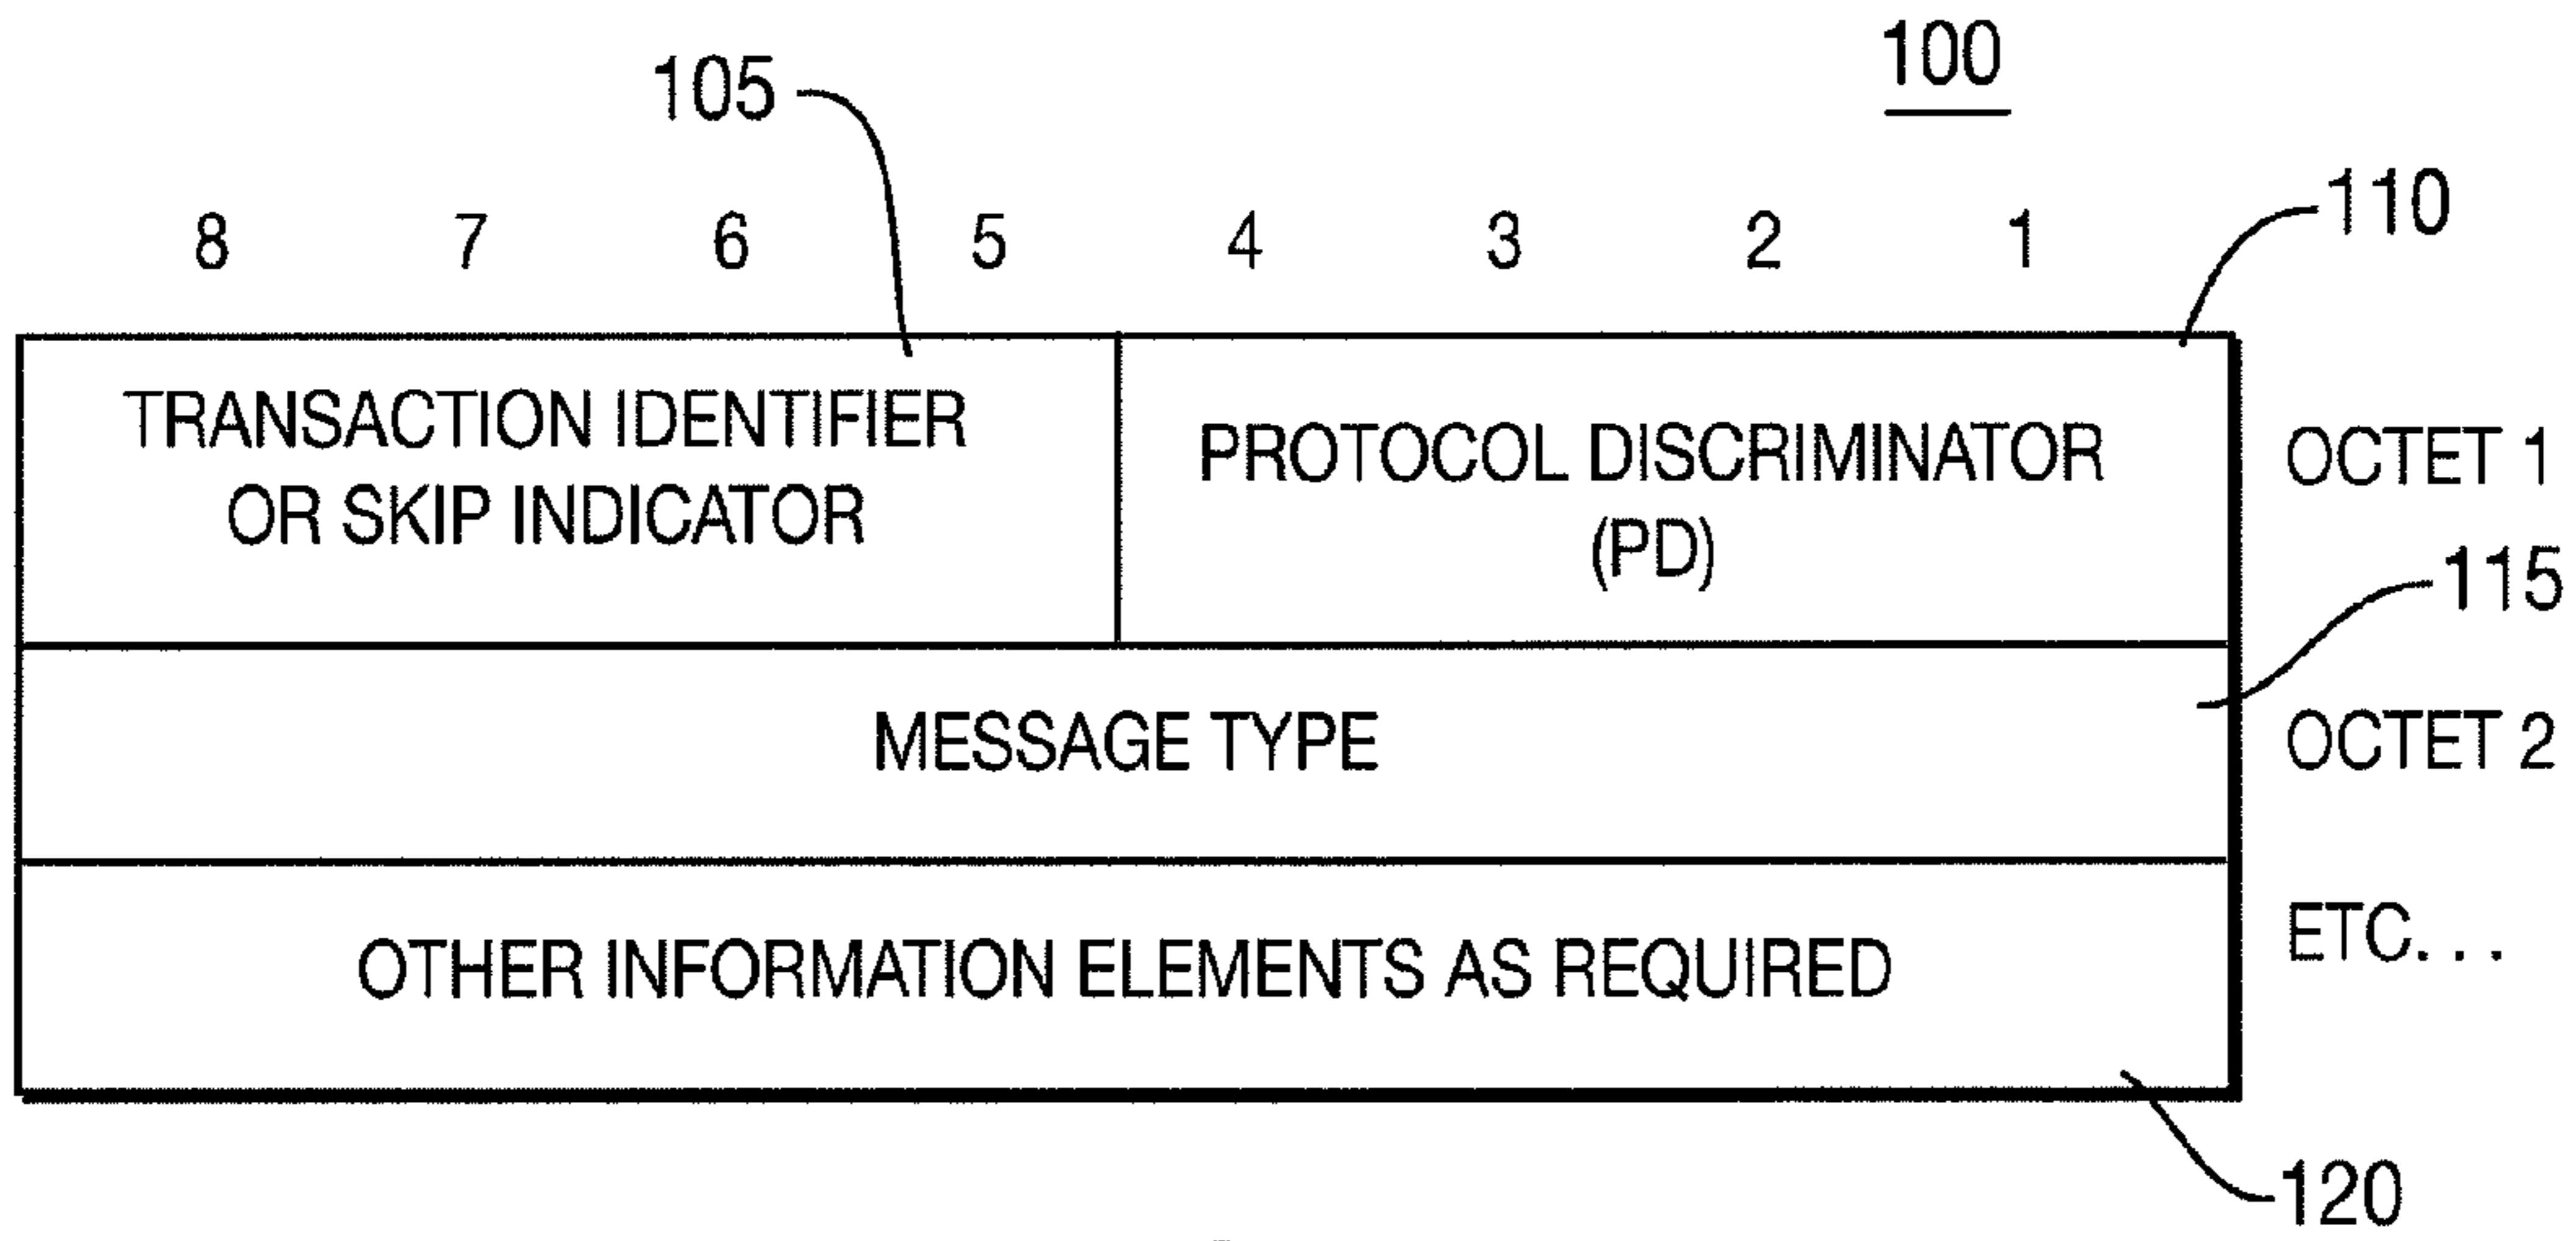 100
105
110
8 7 6 5 4 3 2 1
TRANSACTION IDENTIFIER
OR SKIP INDICATOR
PROTOCOL DISCRIMINATOR
(PD)
OCTET 1
115
MESSAGE TYPE
OCTET 2
OTHER INFORMATION ELEMENTS AS REQUIRED
ETC...
120